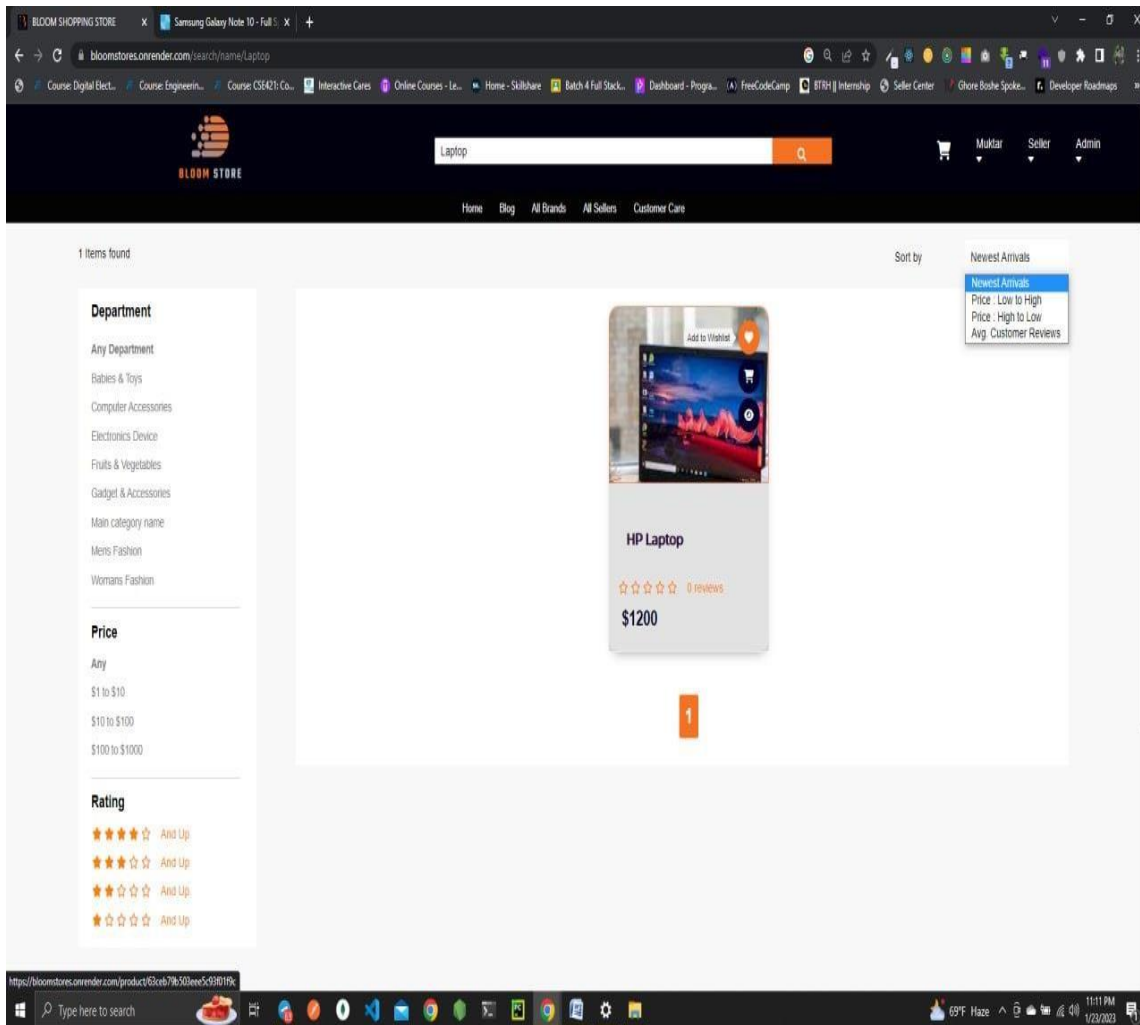 BLOOM SHOPPING STORE
Samsung Galaxy Note 10 - Full S
bloomstores.onrender.com/search/name/Laptop
Course: Digital Elect...
Course: Engineerin...
Course: CSE421: Co...
Interactive Cares
Online Courses - Le...
Home - Skillshare
Batch 4 Full Stack...
Dashboard - Progra...
FreeCodeCamp
BTRH || Internship
Seller Center
Ghore Boshe Spoke...
Developer Roadmaps
BLOOM STORE
Laptop
Muktar
Seller
Admin
Home Blog All Brands All Sellers Customer Care
1 Items found
Sort by
Newest Arrivals
Newest Arrivals
Price : Low to High
Price : High to Low
Avg. Customer Reviews
Department
Any Department
Babies & Toys
Computer Accessories
Electronics Device
Fruits & Vegetables
Gadget & Accessories
Main category name
Mens Fashion
Womans Fashion
Price
Any
$1 to $10
$10 to $100
$100 to $1000
Rating
And Up
And Up
And Up
And Up
Add to Wishlist
HP Laptop
0 reviews
$1200
1
https://bloomstores.onrender.com/product/63ceb79b503eee5c93f01f9c
Type here to search
69°F Haze
11:11 PM
1/23/2023